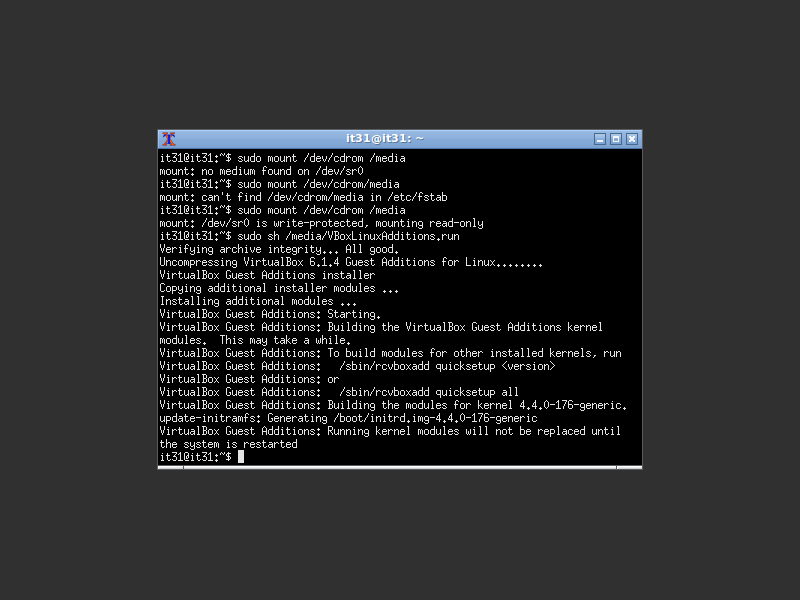 it31@it31: ~
it31@it31:~$ sudo mount /dev/cdrom /media
mount: no medium found on /dev/sr0
it31@it31:~$ sudo mount /dev/cdrom/media
mount: can't find /dev/cdrom/media in /etc/fstab
it31@it31:~$ sudo mount /dev/cdrom /media
mount: /dev/sr0 is write-protected, mounting read-only
it31@it31:~$ sudo sh /media/VBoxLinuxAdditions.run
Verifying archive integrity... All good.
Uncompressing VirtualBox 6.1.4 Guest Additions for Linux........
VirtualBox Guest Additions installer
Copying additional installer modules ...
Installing additional modules ...
VirtualBox Guest Additions: Starting.
VirtualBox Guest Additions: Building the VirtualBox Guest Additions kernel
modules.  This may take a while.
VirtualBox Guest Additions: To build modules for other installed kernels, run
VirtualBox Guest Additions:   /sbin/rcvboxadd quicksetup <version>
VirtualBox Guest Additions: or
VirtualBox Guest Additions:   /sbin/rcvboxadd quicksetup all
VirtualBox Guest Additions: Building the modules for kernel 4.4.0-176-generic.
update-initramfs: Generating /boot/initrd.img-4.4.0-176-generic
VirtualBox Guest Additions: Running kernel modules will not be replaced until
the system is restarted
it31@it31:~$